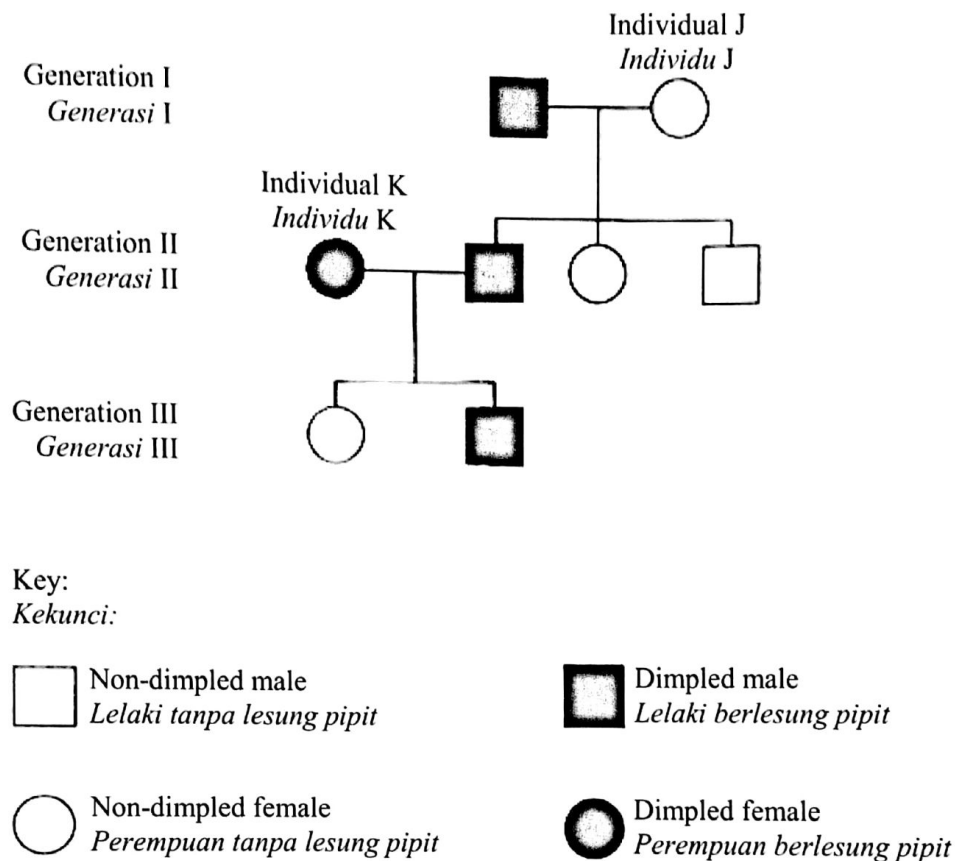 Individual J
Individu J
Generation I
Generasi I
Individual K
Individu K
Generation II
Generasi II
Generation III
Generasi III
Key:
Kekunci:
Non-dimpled male
Lelaki tanpa lesung pipit
Dimpled male
Lelaki berlesung pipit
Non-dimpled female
Perempuan tanpa lesung pipit
Dimpled female
Perempuan berlesung pipit